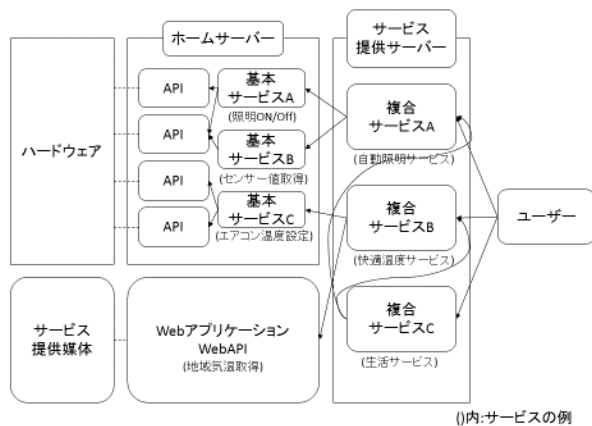 ホームサーバー
サービス
提供サーバー
ハードウェア
API
API
API
API
基本
サービスA
(照明ON/Off)
基本
サービスB
(センサー値取得)
基本
サービスC
(エアコン温度設定)
複合
サービスA
(自動照明サービス)
複合
サービスB
(快適温度サービス)
複合
サービスC
(生活サービス)
ユーザー
サービス
提供媒体
Webアプリケーション
WebAPI
(地域気温取得)
()内:サービスの例